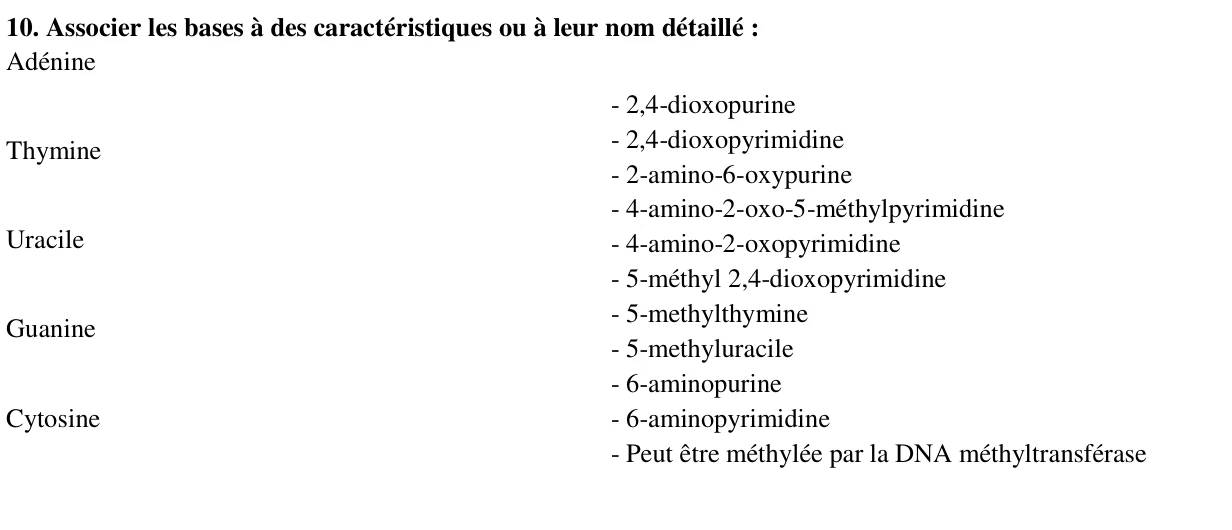 10. Associer les bases à des caractéristiques ou à leur nom détaillé :
Adénine
Thymine
Uracile
Guanine
Cytosine
- 2,4-dioxopurine
- 2,4-dioxopyrimidine
- 2-amino-6-oxypurine
- 4-amino-2-oxo-5-méthylpyrimidine
- 4-amino-2-oxopyrimidine
- 5-méthyl 2,4-dioxopyrimidine
- 5-methylthymine
- 5-methyluracile
- 6-aminopurine
- 6-aminopyrimidine
- Peut être méthylée par la DNA méthyltransférase